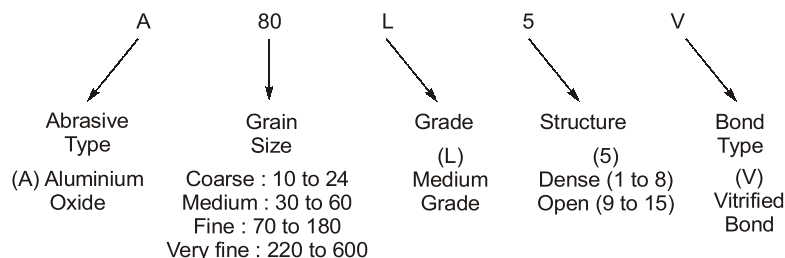 A 80 L 5 V
Abrasive Type
(A) Aluminium Oxide
Grain Size
Coarse : 10 to 24
Medium : 30 to 60
Fine : 70 to 180
Very fine : 220 to 600
Grade
(L)
Medium
Grade
Structure
(5)
Dense (1 to 8)
Open (9 to 15)
Bond
Type
(V)
Vitrified
Bond